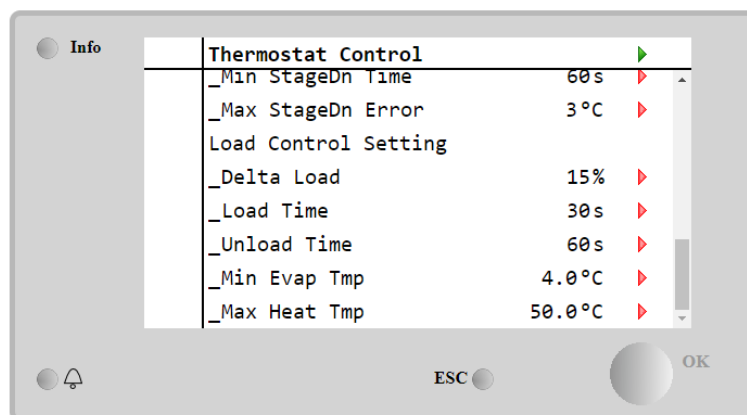 Info
Thermostat Control
_Min StageDn Time 60s
_Max StageDn Error 3°C
Load Control Setting
_Delta Load 15%
_Load Time 30s
_Unload Time 60s
_Min Evap Tmp 4.0°C
_Max Heat Tmp 50.0°C
ESC
OK